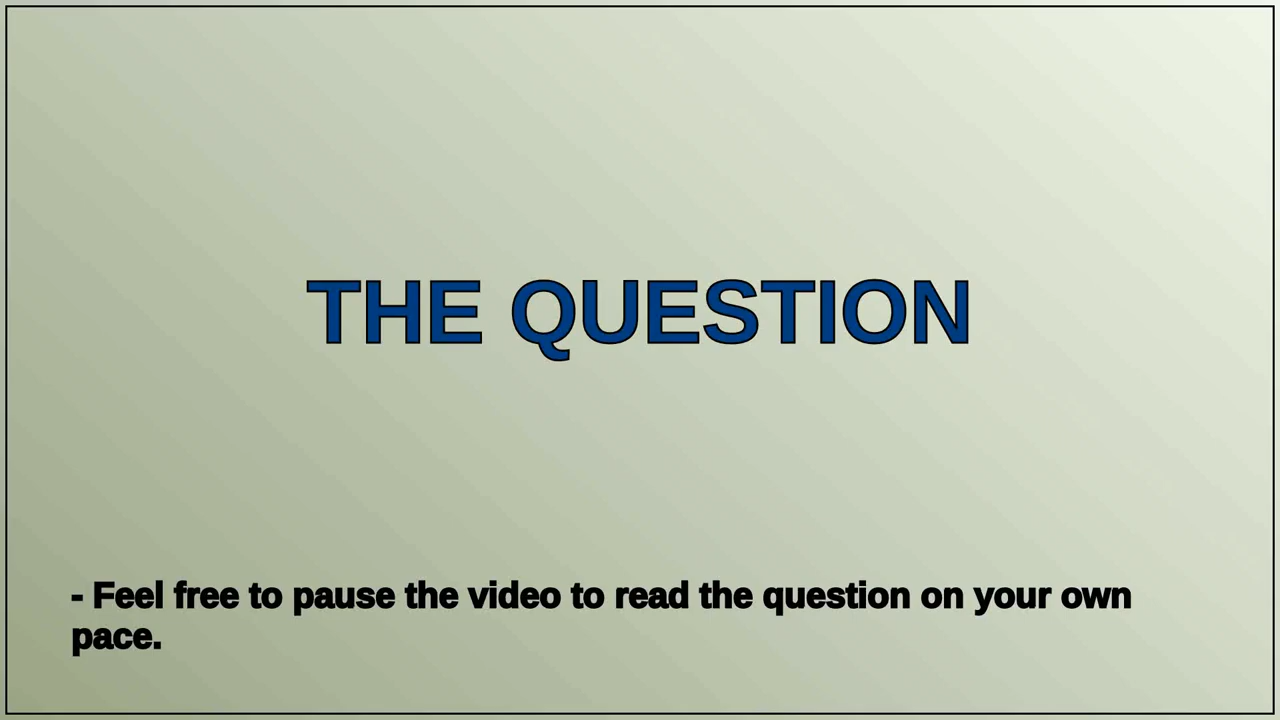 THE QUESTION
- Feel free to pause the video to read the question on your own
pace.